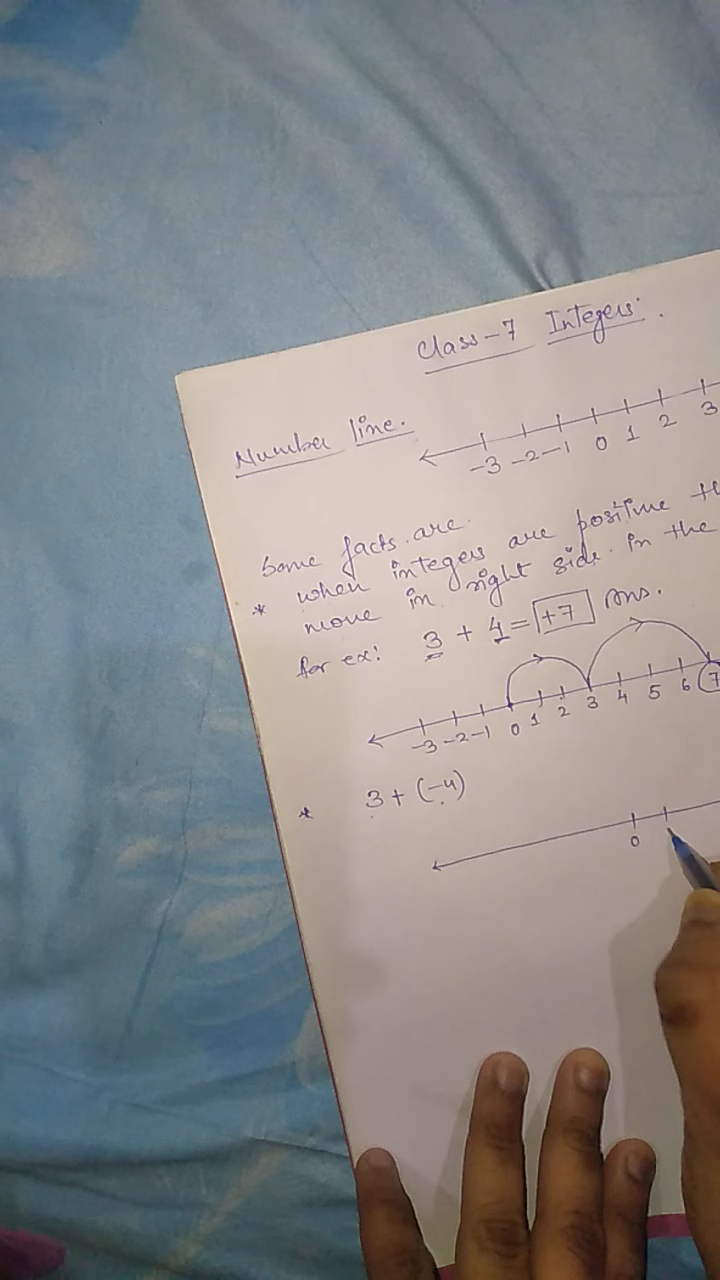 Class-7 Integers.
Number line.
-3 -2 -1 0 1 2 3
Some facts are
* when integers are positive
move in right side in the
for ex: 3 + 4 = +7 Ans.
-3 -2 -1 0 1 2 3 4 5 6 7
* 3 + (-4)
0